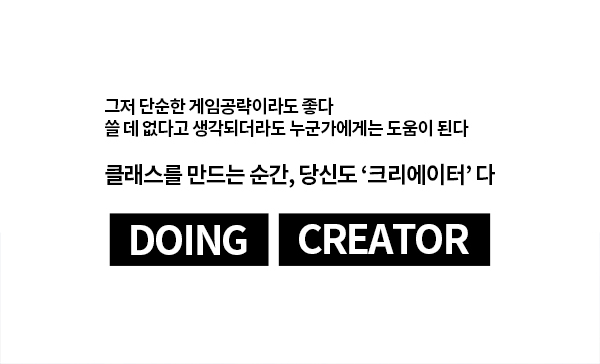 그저 단순한 게임공략이라도 좋다
쓸 데 없다고 생각되더라도 누군가에게는 도움이 된다
클래스를 만드는 순간, 당신도 ‘크리에이터’ 다
DOING CREATOR